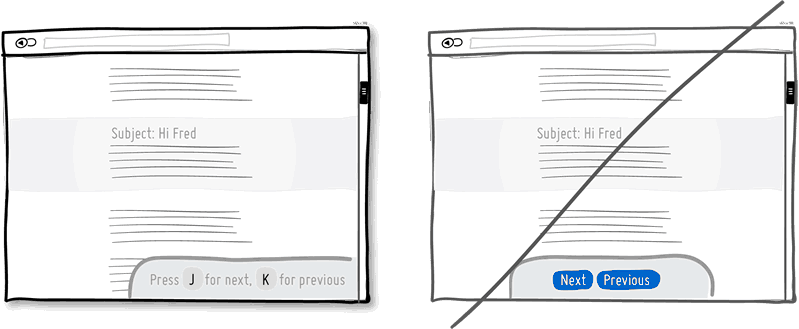 Subject: Hi Fred
Press J for next, K for previous
Subject: Hi Fred
Next Previous